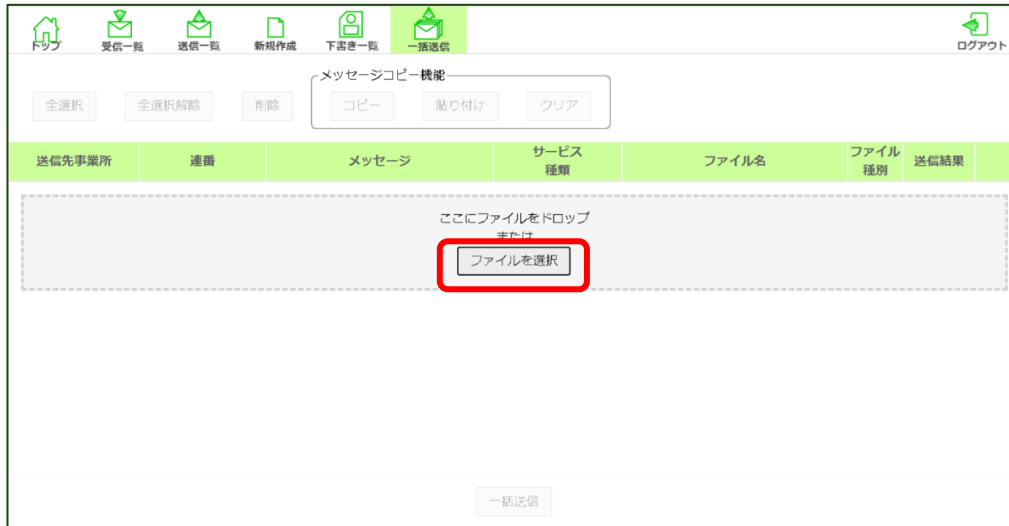 トップ 受信一覧 送信一覧 新規作成 下書き一覧 一括送信 ログアウト
メッセージコピー機能
全選択 全選択解除 削除 コピー 貼り付け クリア
送信先事業所 連番 メッセージ サービス種類 ファイル名 ファイル種別 送信結果
ここにファイルをドロップ
または
ファイルを選択
一括送信